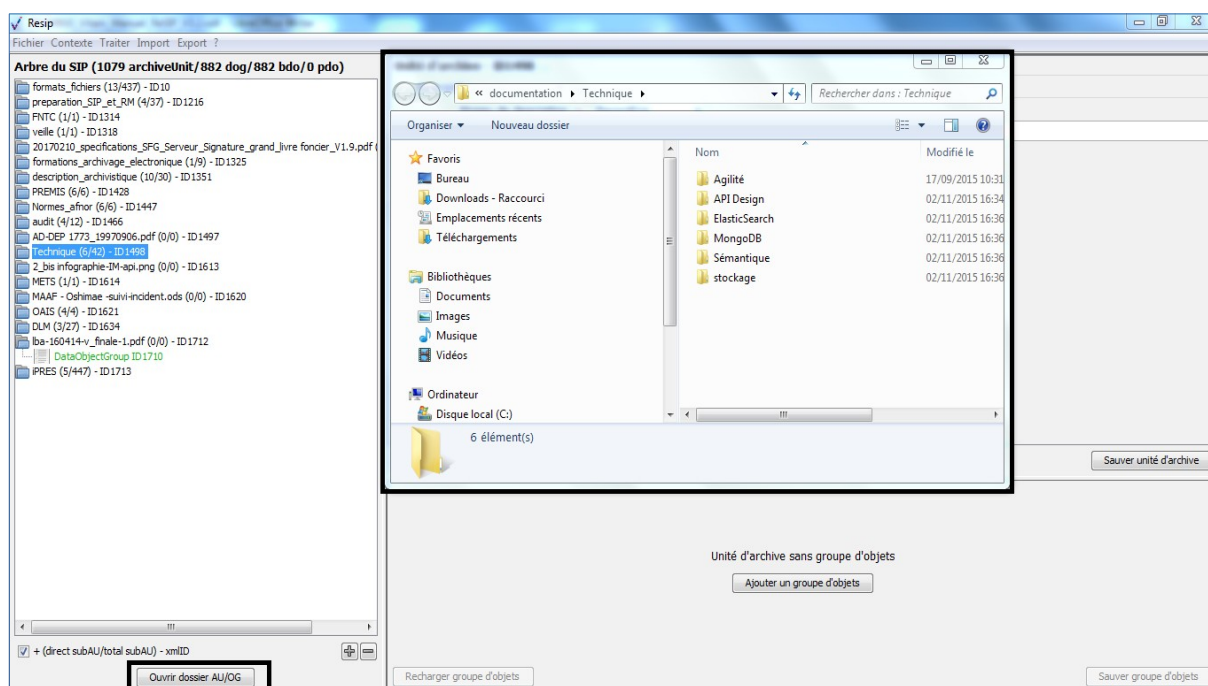 Resip
Fichier Contexte Traiter Import Export ?
Arbre du SIP (1079 archiveUnit/882 dog/882 bdo/0 pdo)
formats_fichiers (13/437) - ID10
preparation_SIP_et_RM (4/37) - ID1216
FNTC (1/1) - ID1314
veille (1/1) - ID1318
20170210_specifications_SFG_Serveur_Signature_grand_livre foncier_V1.9.pdf (
formations_archivage_electronique (1/9) - ID1325
description_archivistique (10/30) - ID1351
PREMIS (6/6) - ID1428
Normes_afnor (6/6) - ID1447
audit (4/12) - ID1466
AD-DEP 1773_19970906.pdf (0/0) - ID1497
Technique (6/42) - ID1498
2_bis infographie-IM-api.png (0/0) - ID1613
METS (1/1) - ID1614
MAAF - Oshimae -suivi-incident.ods (0/0) - ID1620
OAIS (4/4) - ID1621
DLM (3/27) - ID1634
lba-160414-v_finale-1.pdf (0/0) - ID1712
DataObjectGroup ID1710
iPRES (5/447) - ID1713
+ (direct subAU/total subAU) - xmlID
Ouvrir dossier AU/OG
« documentation Technique
Rechercher dans : Technique
Organiser Nouveau dossier
Favoris
Bureau
Downloads - Raccourci
Emplacements récents
Téléchargements
Bibliothèques
Documents
Images
Musique
Vidéos
Ordinateur
Disque local (C:)
Nom Modifié le
Agilité 17/09/2015 10:31
API Design 02/11/2015 16:34
ElasticSearch 02/11/2015 16:36
MongoDB 02/11/2015 16:36
Sémantique 02/11/2015 16:36
stockage 02/11/2015 16:36
6 élément(s)
Sauver unité d'archive
Unité d'archive sans groupe d'objets
Ajouter un groupe d'objets
Recharger groupe d'objets
Sauver groupe d'objets